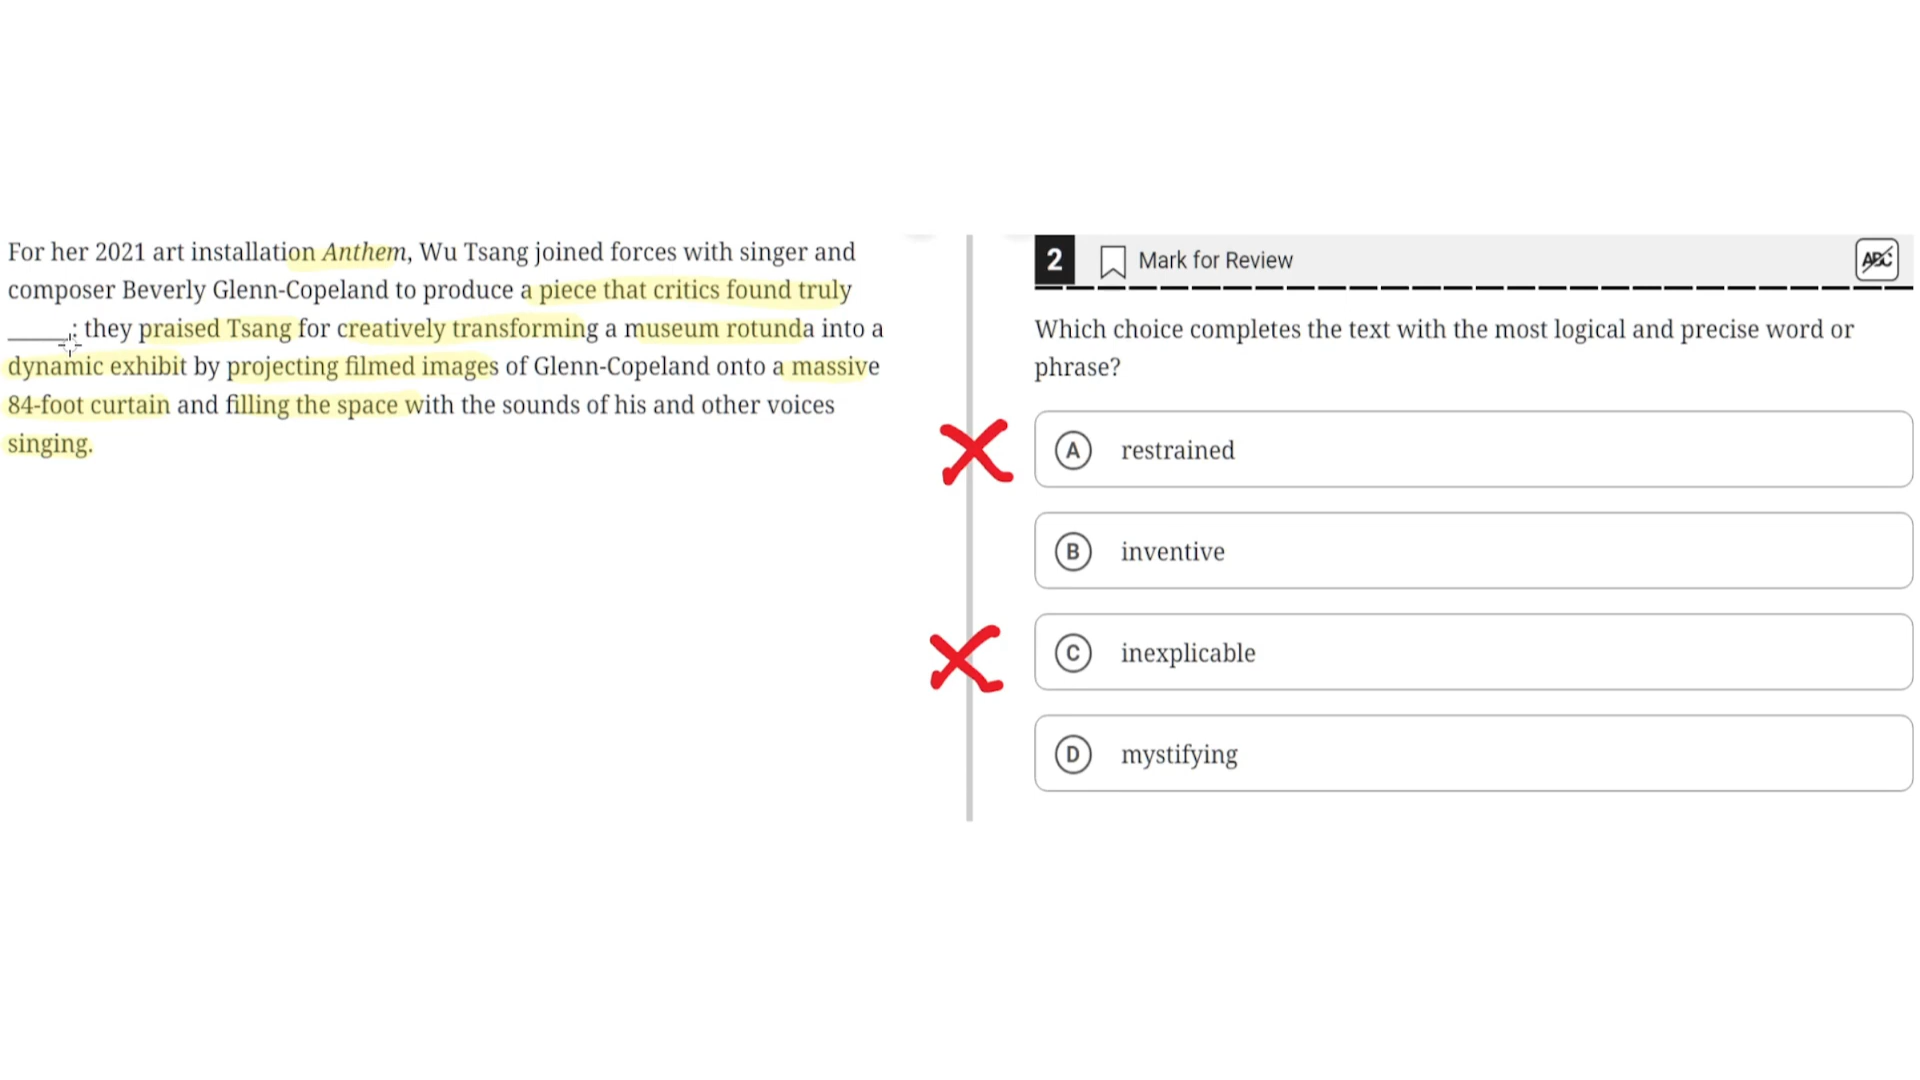 For her 2021 art installation Anthem, Wu Tsang joined forces with singer and
composer Beverly Glenn-Copeland to produce a piece that critics found truly
_____: they praised Tsang for creatively transforming a museum rotunda into a
dynamic exhibit by projecting filmed images of Glenn-Copeland onto a massive
84-foot curtain and filling the space with the sounds of his and other voices
singing.
2 Mark for Review ABC
Which choice completes the text with the most logical and precise word or
phrase?
A restrained
B inventive
C inexplicable
D mystifying